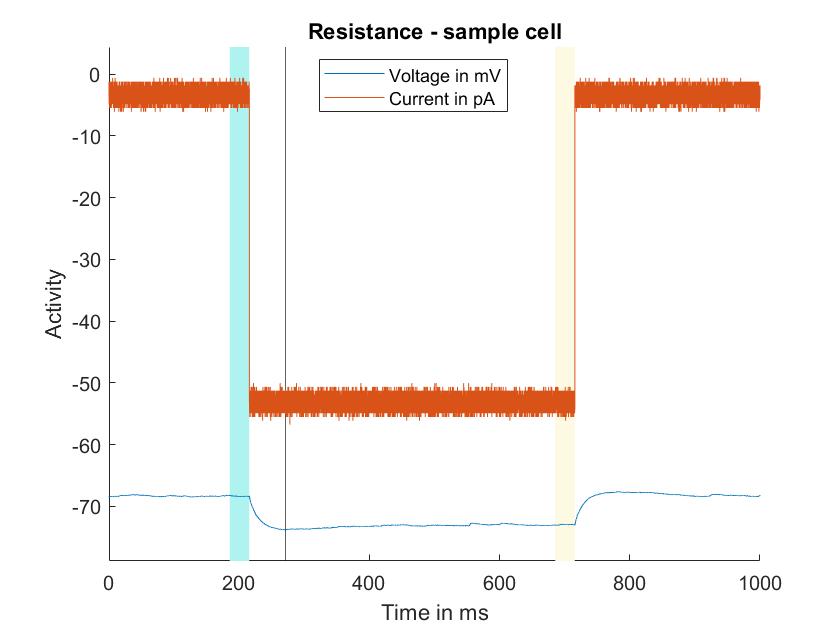 Resistance - sample cell
Voltage in mV
Current in pA
0
-10
-20
-30
-40
-50
-60
-70
Activity
0
200
400
600
800
1000
Time in ms